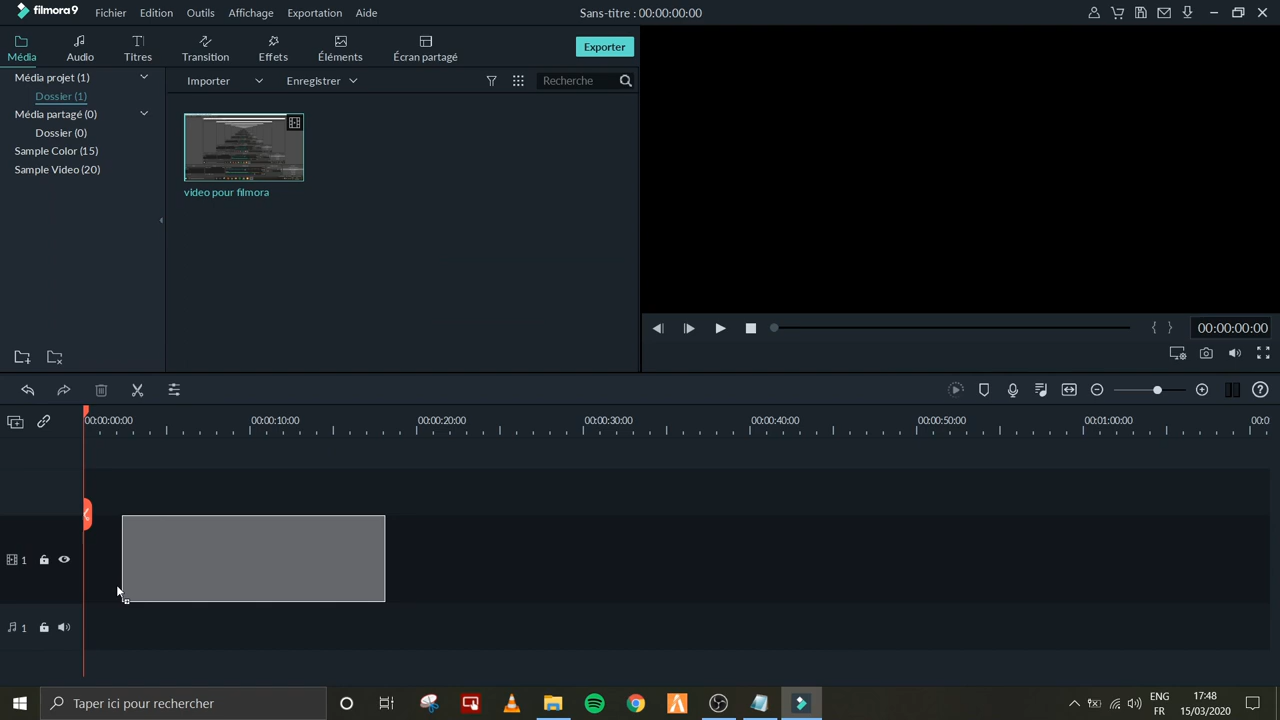 filmora9 Fichier Edition Outils Affichage Exportation Aide Sans-titre : 00:00:00:00
Média Audio Titres Transition Effets Éléments Écran partagé Exporter
Média projet (1)
Dossier (1)
Média partagé (0)
Dossier (0)
Sample Color (15)
Sample Video (20)
Importer Enregistrer Recherche
video pour filmora
00:00:00:00
00:00:00:00 00:00:10:00 00:00:20:00 00:00:30:00 00:00:40:00 00:00:50:00 00:01:00:00 00:0
1
1
Taper ici pour rechercher
ENG
FR
17:48
15/03/2020